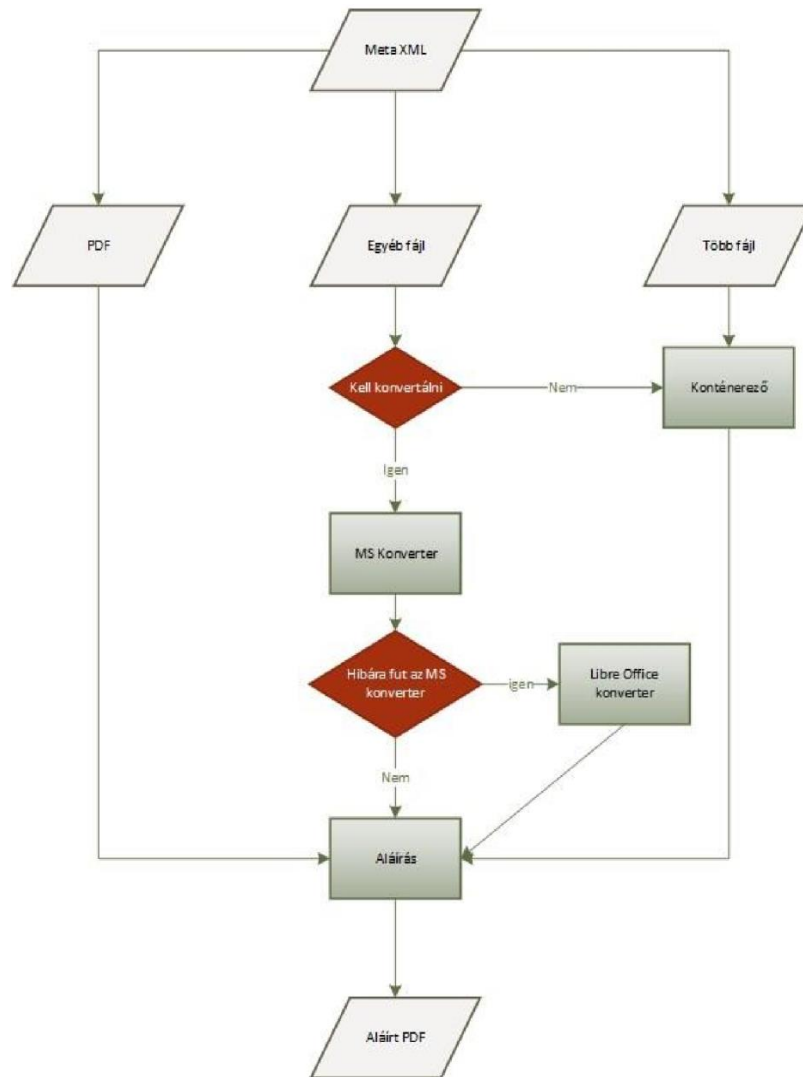 Meta XML
PDF
Egyéb fájl
Több fájl
Kell konvertálni
Nem
Konténerező
Igen
MS Konverter
Hibára fut az MS
konverter
igen
Libre Office
konverter
Nem
Aláírás
Aláírt PDF